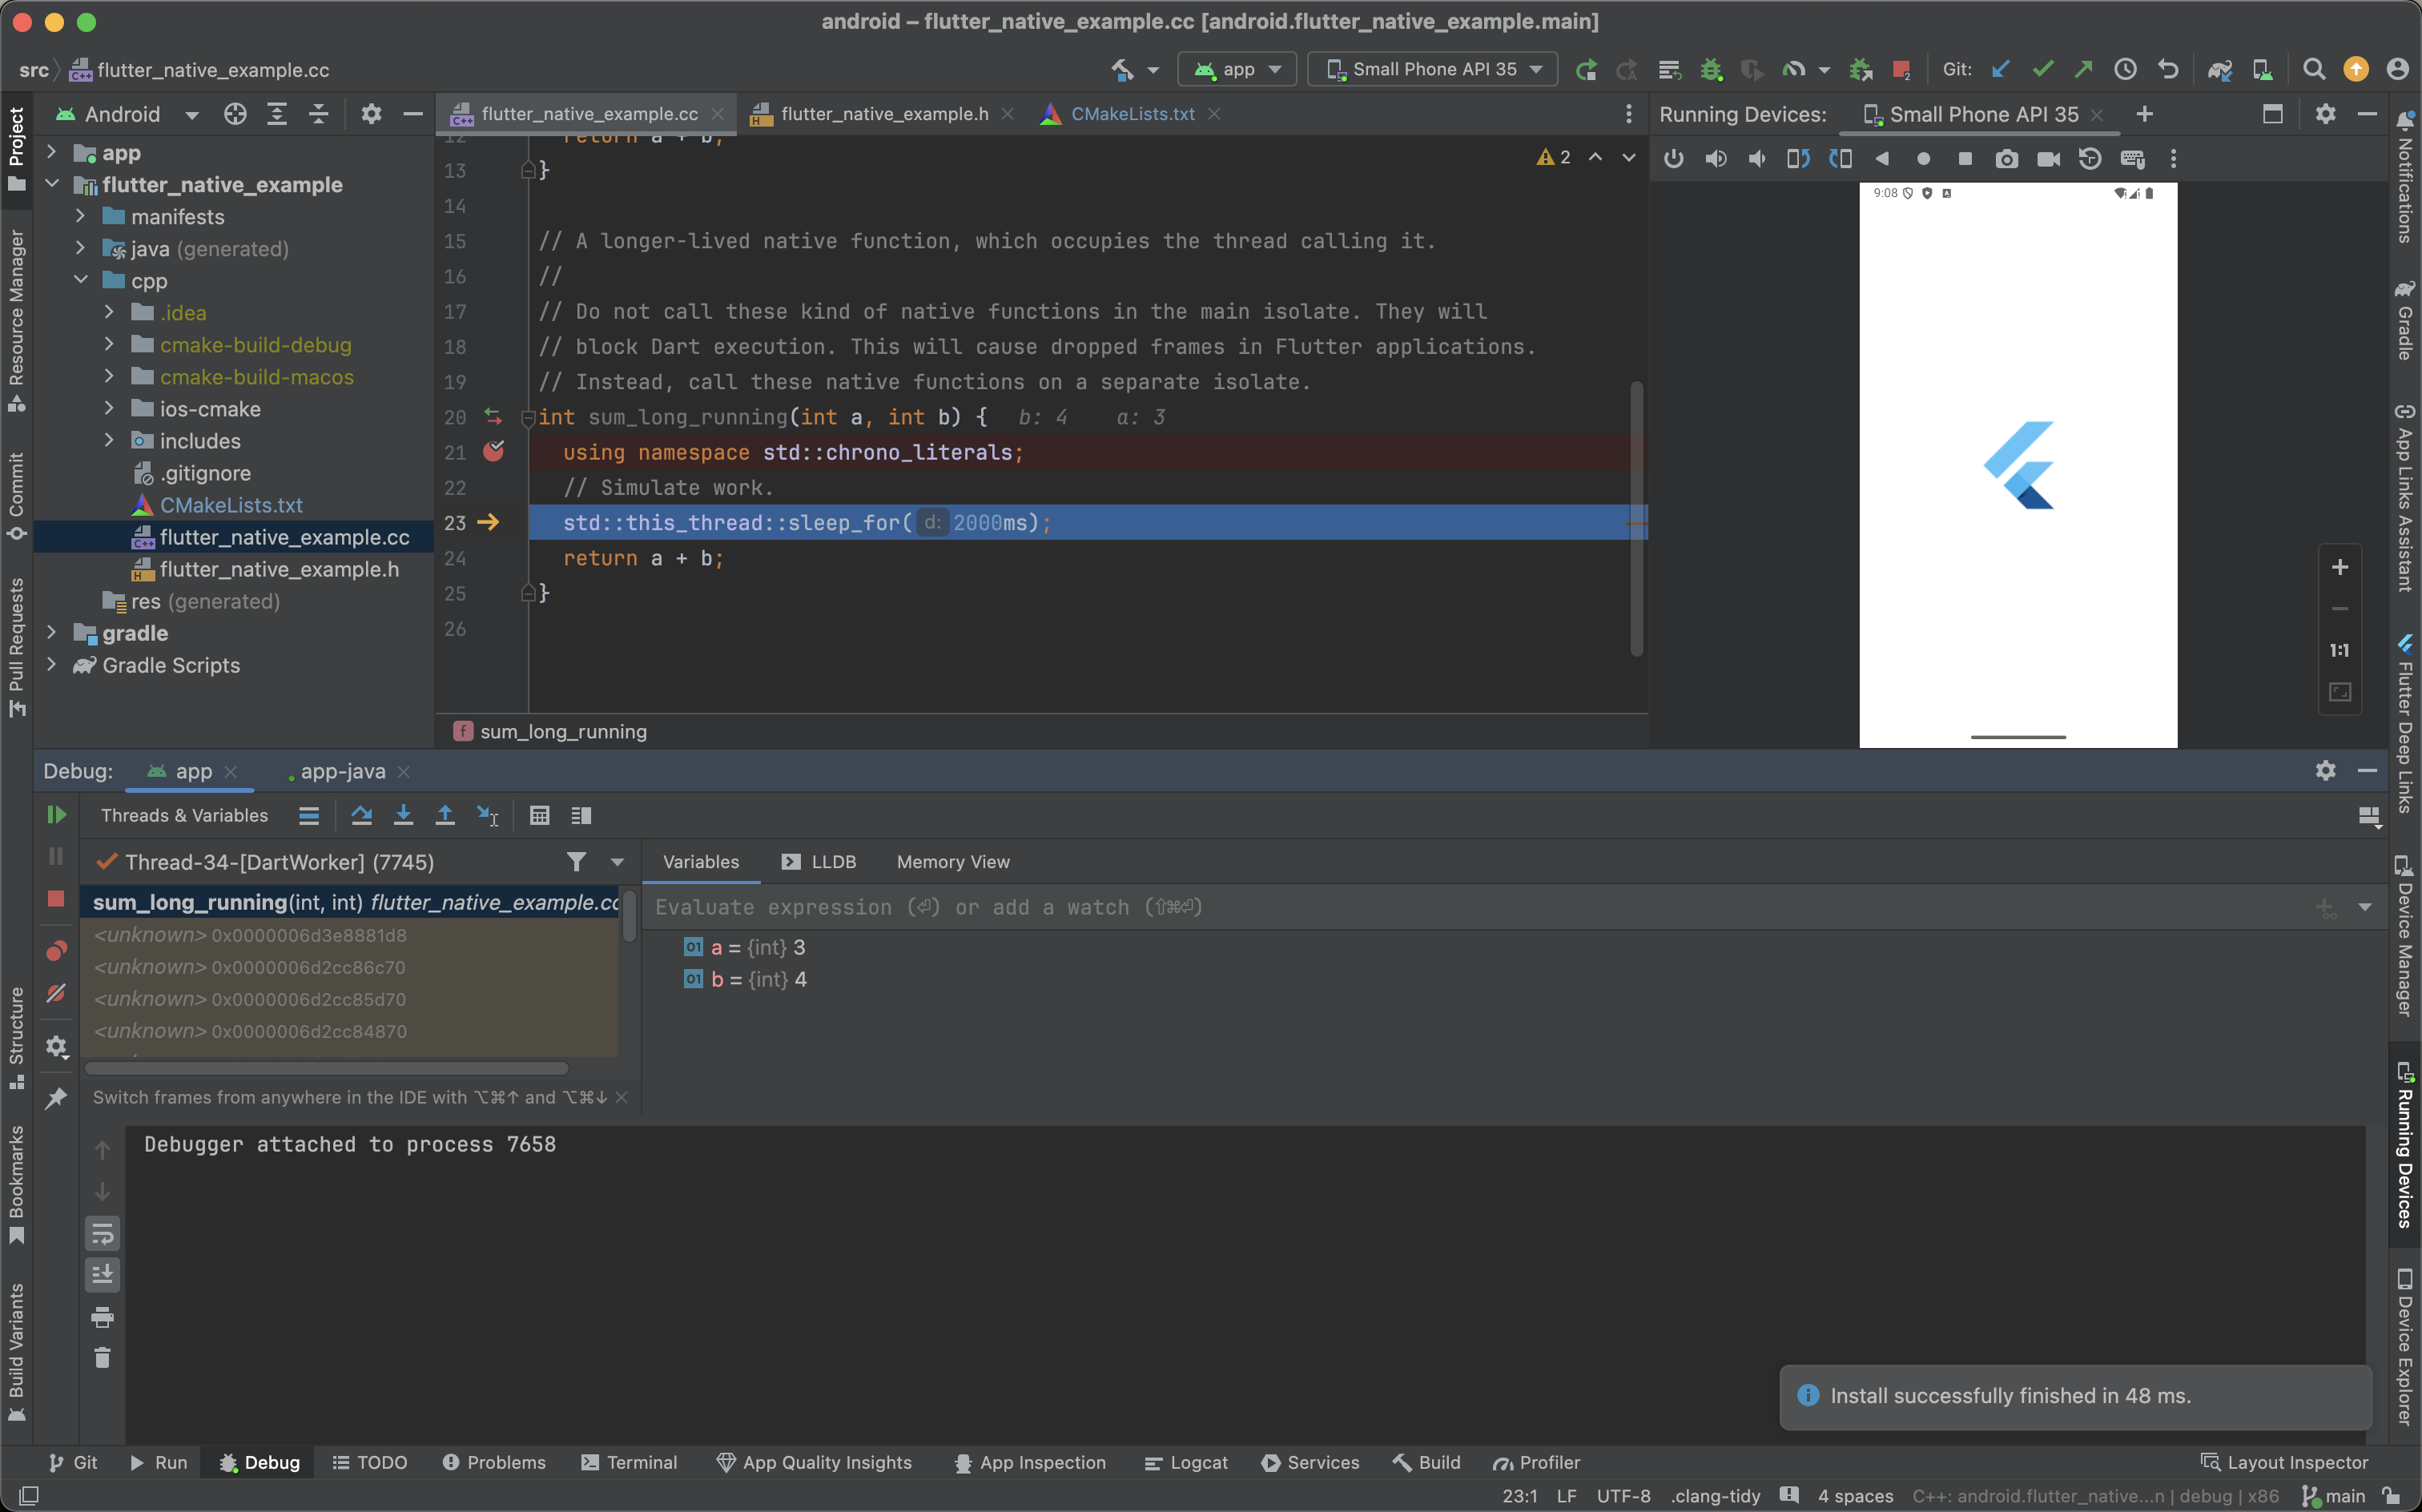 android – flutter_native_example.cc [android.flutter_native_example.main]
src
flutter_native_example.cc
app
Small Phone API 35
2
Git:
Android
app
flutter_native_example
manifests
java (generated)
cpp
.idea
cmake-build-debug
cmake-build-macos
ios-cmake
includes
.gitignore
CMakeLists.txt
flutter_native_example.cc
flutter_native_example.h
res (generated)
gradle
Gradle Scripts
flutter_native_example.cc
flutter_native_example.h
CMakeLists.txt
2
12 return a + b;
13 }
14
15 // A longer-lived native function, which occupies the thread calling it.
16 //
17 // Do not call these kind of native functions in the main isolate. They will
18 // block Dart execution. This will cause dropped frames in Flutter applications.
19 // Instead, call these native functions on a separate isolate.
20 int sum_long_running(int a, int b) { b: 4 a: 3
21 using namespace std::chrono_literals;
22 // Simulate work.
23 std::this_thread::sleep_for( d: 2000ms);
24 return a + b;
25 }
26
f sum_long_running
Running Devices:
Small Phone API 35
9:08
1:1
Project
Resource Manager
Commit
Pull Requests
Structure
Bookmarks
Build Variants
Notifications
Gradle
App Links Assistant
Flutter Deep Links
Device Manager
Running Devices
Device Explorer
Debug:
app
app-java
Threads & Variables
Thread-34-[DartWorker] (7745)
sum_long_running(int, int) flutter_native_example.cc
<unknown> 0x0000006d3e8881d8
<unknown> 0x0000006d2cc86c70
<unknown> 0x0000006d2cc85d70
<unknown> 0x0000006d2cc84870
Switch frames from anywhere in the IDE with ⌥⌘↑ and ⌥⌘↓
Variables
LLDB
Memory View
Evaluate expression (⏎) or add a watch (⇧⌘⏎)
01 a = {int} 3
01 b = {int} 4
Debugger attached to process 7658
Install successfully finished in 48 ms.
Git
Run
Debug
TODO
Problems
Terminal
App Quality Insights
App Inspection
Logcat
Services
Build
Profiler
Layout Inspector
23:1
LF
UTF-8
.clang-tidy
4 spaces
C++: android.flutter_native...n | debug | x86
main